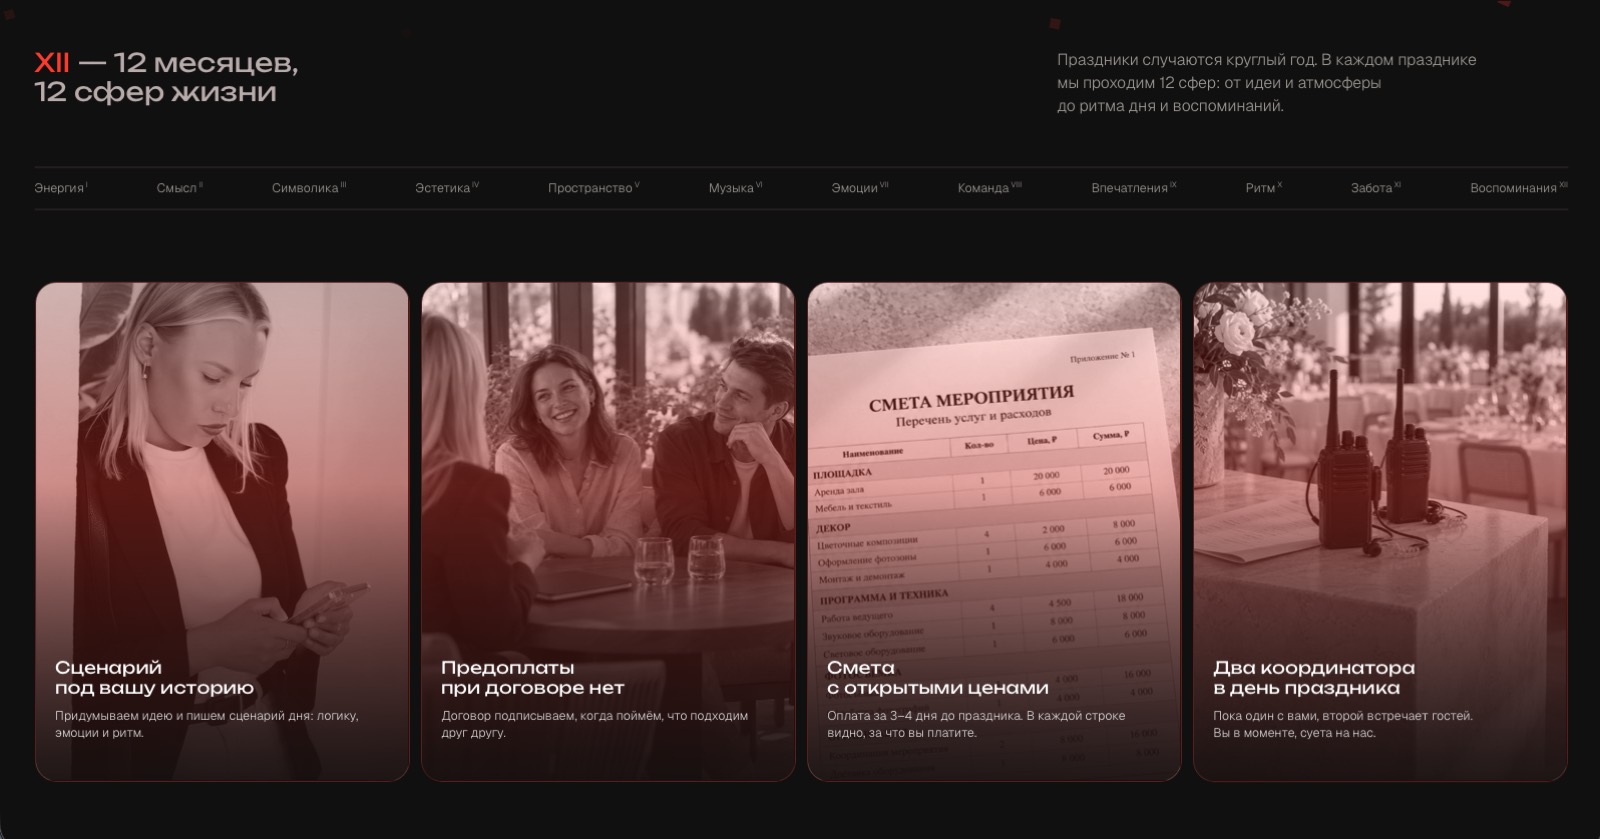 XII — 12 месяцев,
12 сфер жизни
Праздники случаются круглый год. В каждом празднике
мы проходим 12 сфер: от идеи и атмосферы
до ритма дня и воспоминаний.
Энергия I Смысл II Символика III Эстетика IV Пространство V Музыка VI Эмоции VII Команда VIII Впечатления IX Ритм X Забота XI Воспоминания XII
Сценарий
под вашу историю
Придумываем идею и пишем сценарий дня: логику,
эмоции и ритм.
Предоплаты
при договоре нет
Договор подписываем, когда поймём, что подходим
друг другу.
Приложение № 1
СМЕТА МЕРОПРИЯТИЯ
Перечень услуг и расходов
Наименование Кол-во Цена, ₽ Сумма, ₽
ПЛОЩАДКА
Аренда зала 1 20 000 20 000
Мебель и текстиль 1 6 000 6 000
ДЕКОР
Цветочные композиции 4 2 000 8 000
Оформление фотозоны 1 6 000 6 000
Монтаж и демонтаж 1 4 000 4 000
ПРОГРАММА И ТЕХНИКА
Работа ведущего 4 4 500 18 000
Звуковое оборудование 1 8 000 8 000
Световое оборудование 1 6 000 6 000
4 000 16 000
4 000 4 000
Смета
с открытыми ценами
Оплата за 3–4 дня до праздника. В каждой строке
видно, за что вы платите.
Два координатора
в день праздника
Пока один с вами, второй встречает гостей.
Вы в моменте, суета на нас.